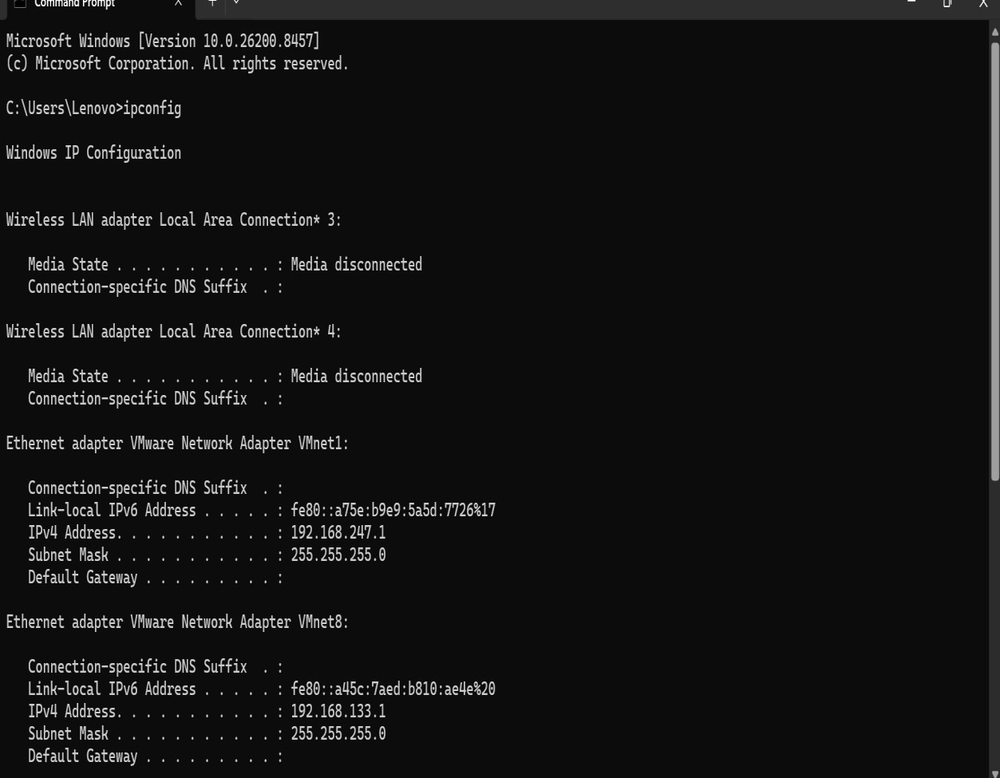 Command Prompt
Microsoft Windows [Version 10.0.26200.8457]
(c) Microsoft Corporation. All rights reserved.
C:\Users\Lenovo>ipconfig
Windows IP Configuration
Wireless LAN adapter Local Area Connection* 3:
   Media State . . . . . . . . . . . : Media disconnected
   Connection-specific DNS Suffix  . :
Wireless LAN adapter Local Area Connection* 4:
   Media State . . . . . . . . . . . : Media disconnected
   Connection-specific DNS Suffix  . :
Ethernet adapter VMware Network Adapter VMnet1:
   Connection-specific DNS Suffix  . :
   Link-local IPv6 Address . . . . . : fe80::a75e:b9e9:5a5d:7726%17
   IPv4 Address. . . . . . . . . . . : 192.168.247.1
   Subnet Mask . . . . . . . . . . . : 255.255.255.0
   Default Gateway . . . . . . . . . :
Ethernet adapter VMware Network Adapter VMnet8:
   Connection-specific DNS Suffix  . :
   Link-local IPv6 Address . . . . . : fe80::a45c:7aed:b810:ae4e%20
   IPv4 Address. . . . . . . . . . . : 192.168.133.1
   Subnet Mask . . . . . . . . . . . : 255.255.255.0
   Default Gateway . . . . . . . . . :